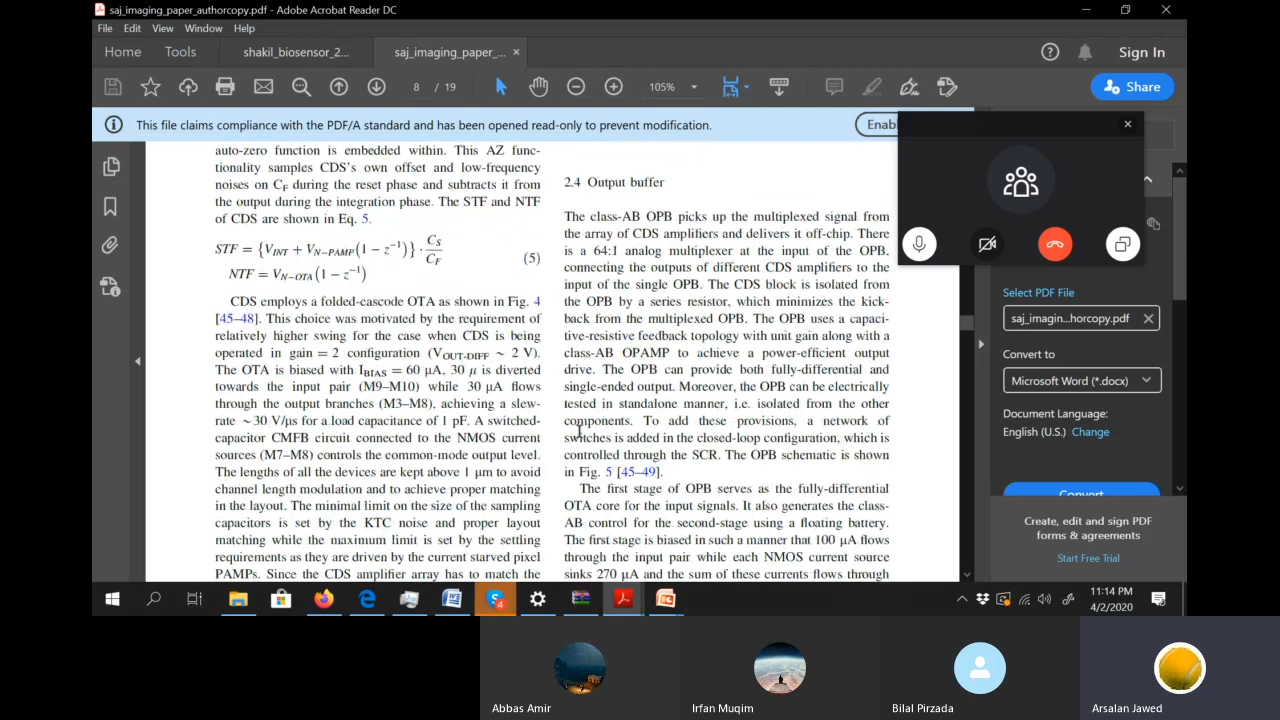 saj_imaging_paper_authorcopy.pdf - Adobe Acrobat Reader DC
File Edit View Window Help
Home Tools shakil_biosensor_2... saj_imaging_paper_... ×
8 / 19 105% Share
? Sign In
This file claims compliance with the PDF/A standard and has been opened read-only to prevent modification. Enab
auto-zero function is embedded within. This AZ func-
tionality samples CDS's own offset and low-frequency
noises on C_F during the reset phase and subtracts it from
the output during the integration phase. The STF and NTF
of CDS are shown in Eq. 5.
STF = {V_INT + V_N-PAMP(1 − z⁻¹)} · C_S/C_F
NTF = V_N-OTA(1 − z⁻¹) (5)
CDS employs a folded-cascode OTA as shown in Fig. 4
[45–48]. This choice was motivated by the requirement of
relatively higher swing for the case when CDS is being
operated in gain = 2 configuration (V_OUT-DIFF ~ 2 V).
The OTA is biased with I_BIAS = 60 μA, 30 μ is diverted
towards the input pair (M9–M10) while 30 μA flows
through the output branches (M3–M8), achieving a slew-
rate ~30 V/μs for a load capacitance of 1 pF. A switched-
capacitor CMFB circuit connected to the NMOS current
sources (M7–M8) controls the common-mode output level.
The lengths of all the devices are kept above 1 μm to avoid
channel length modulation and to achieve proper matching
in the layout. The minimal limit on the size of the sampling
capacitors is set by the KTC noise and proper layout
matching while the maximum limit is set by the settling
requirements as they are driven by the current starved pixel
PAMPs. Since the CDS amplifier array has to match the
2.4 Output buffer
The class-AB OPB picks up the multiplexed signal from
the array of CDS amplifiers and delivers it off-chip. There
is a 64:1 analog multiplexer at the input of the OPB,
connecting the outputs of different CDS amplifiers to the
input of the single OPB. The CDS block is isolated from
the OPB by a series resistor, which minimizes the kick-
back from the multiplexed OPB. The OPB uses a capaci-
tive-resistive feedback topology with unit gain along with a
class-AB OPAMP to achieve a power-efficient output
drive. The OPB can provide both fully-differential and
single-ended output. Moreover, the OPB can be electrically
tested in standalone manner, i.e. isolated from the other
components. To add these provisions, a network of
switches is added in the closed-loop configuration, which is
controlled through the SCR. The OPB schematic is shown
in Fig. 5 [45–49].
The first stage of OPB serves as the fully-differential
OTA core for the input signals. It also generates the class-
AB control for the second-stage using a floating battery.
The first stage is biased in such a manner that 100 μA flows
through the input pair while each NMOS current source
sinks 270 μA and the sum of these currents flows through
Select PDF File
saj_imagin...horcopy.pdf
Convert to
Microsoft Word (*.docx)
Document Language:
English (U.S.) Change
Convert
Create, edit and sign PDF
forms & agreements
Start Free Trial
4
11:14 PM
4/2/2020
Abbas Amir Irfan Muqim Bilal Pirzada Arsalan Jawed